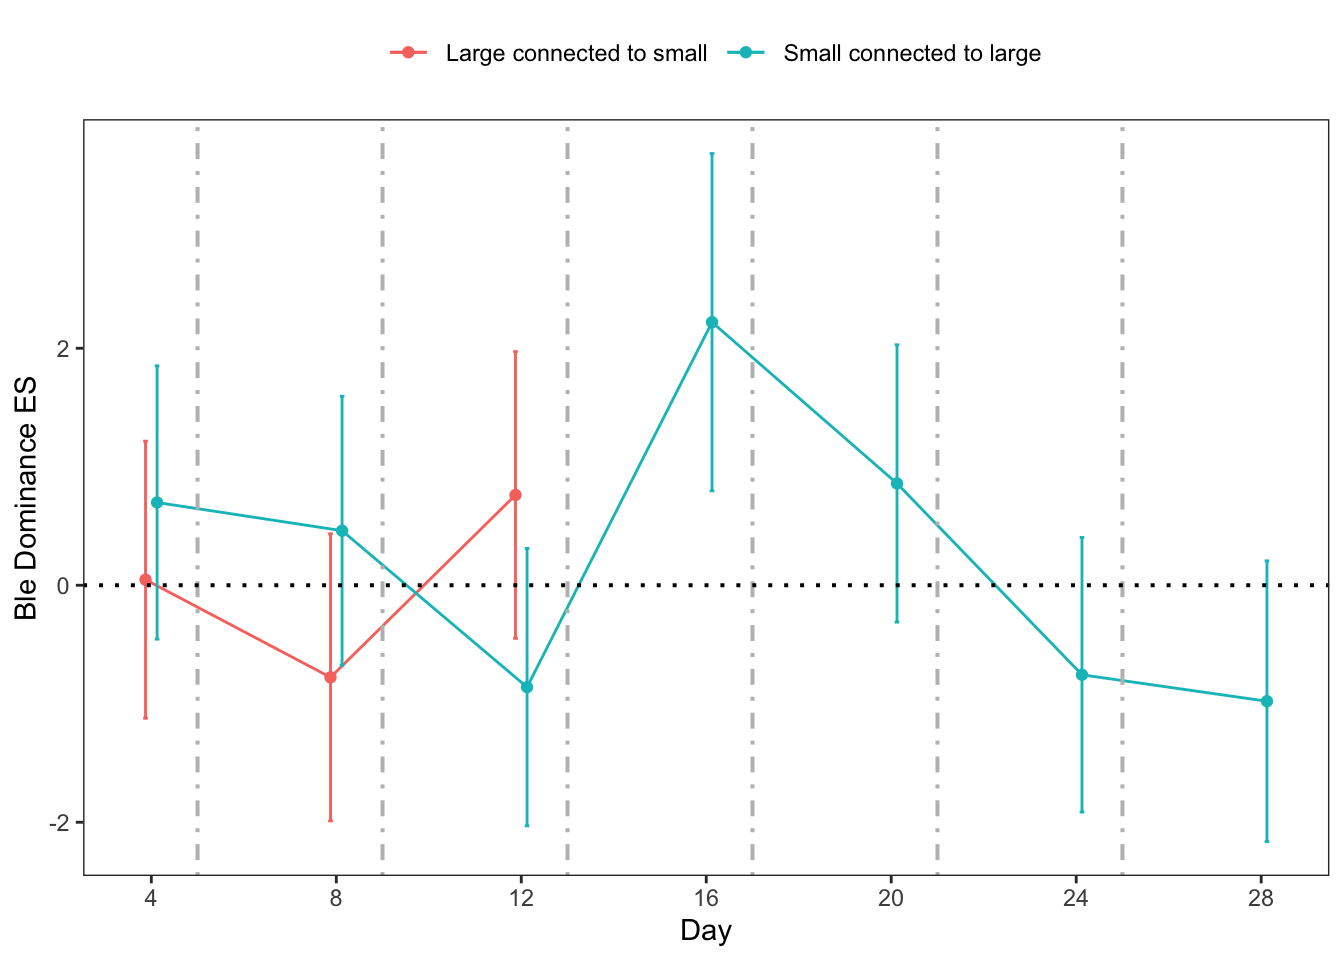 Large connected to small Small connected to large
Ble Dominance ES
2
0
-2
4 8 12 16 20 24 28
Day